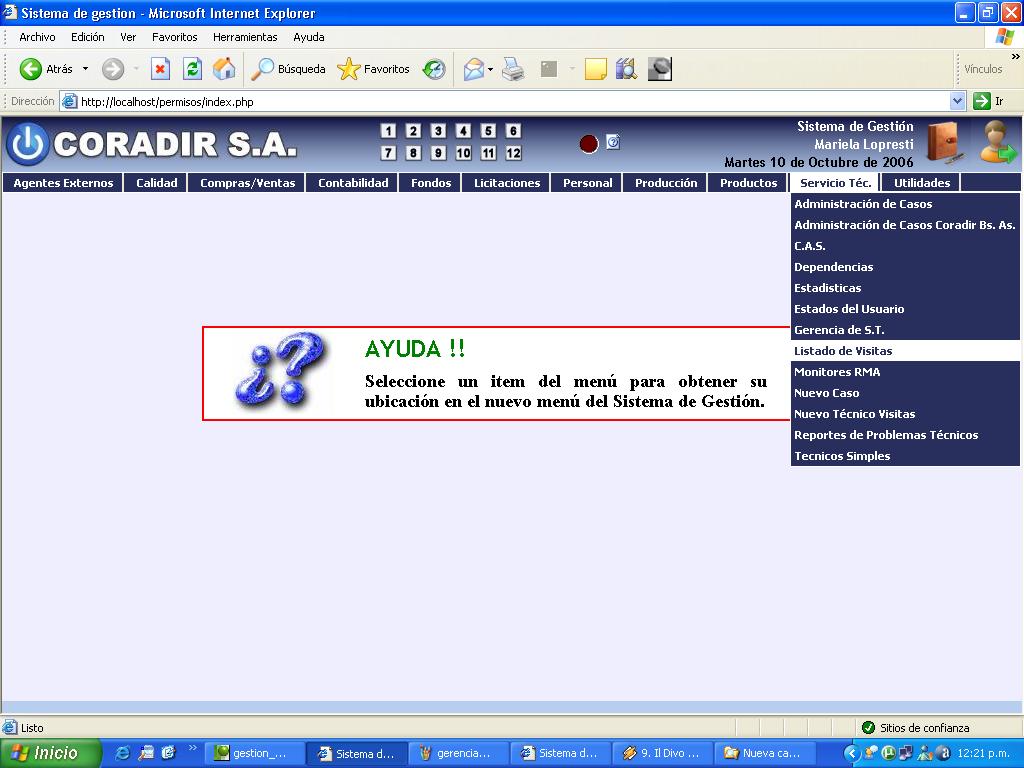 Sistema de gestion - Microsoft Internet Explorer
Archivo Edición Ver Favoritos Herramientas Ayuda
Atrás Búsqueda Favoritos Vínculos
Dirección http://localhost/permisos/index.php Ir
CORADIR S.A.
1 2 3 4 5 6
7 8 9 10 11 12
Sistema de Gestión
Mariela Lopresti
Martes 10 de Octubre de 2006
Agentes Externos Calidad Compras/Ventas Contabilidad Fondos Licitaciones Personal Producción Productos Servicio Téc. Utilidades
Administración de Casos
Administración de Casos Coradir Bs. As.
C.A.S.
Dependencias
Estadisticas
Estados del Usuario
Gerencia de S.T.
Listado de Visitas
Monitores RMA
Nuevo Caso
Nuevo Técnico Visitas
Reportes de Problemas Técnicos
Tecnicos Simples
AYUDA !!
Seleccione un item del menú para obtener su
ubicación en el nuevo menú del Sistema de Gestión.
Listo Sitios de confianza
Inicio gestion_... Sistema d... gerencia... Sistema d... 9. Il Divo ... Nueva ca... 12:21 p.m.